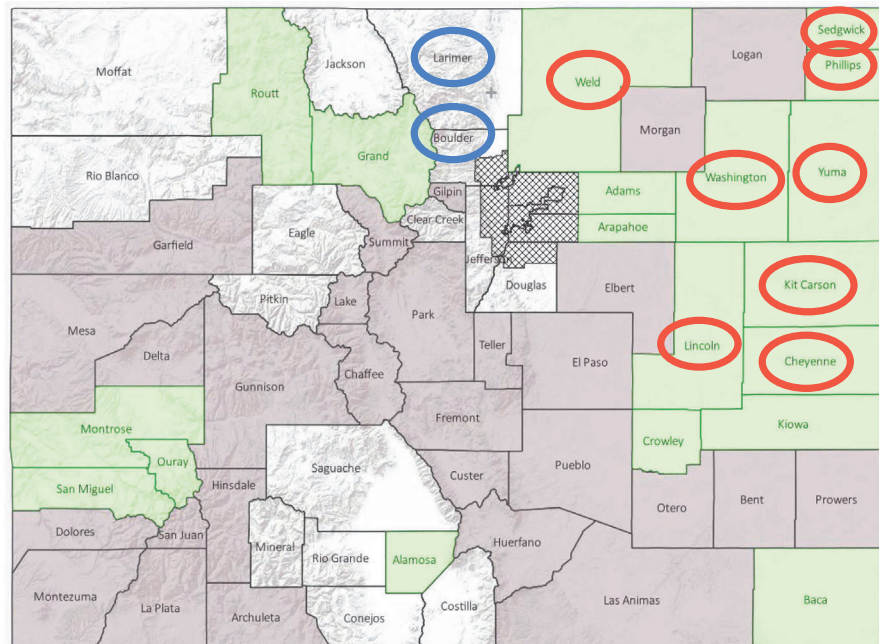 Sedgwick
Larimer
Jackson
Logan
Phillips
Moffat
Weld
Routt
Morgan
Boulder
Grand
Rio Blanco
Washington
Yuma
Gilpin
Adams
Clear Creek
Arapahoe
Eagle
Summit
Garfield
Jefferson
Douglas
Elbert
Kit Carson
Pitkin
Lake
Park
Mesa
Teller
Lincoln
Delta
El Paso
Cheyenne
Chaffee
Gunnison
Fremont
Montrose
Kiowa
Crowley
Ouray
Saguache
Custer
Pueblo
San Miguel
Hinsdale
Otero
Bent
Prowers
Dolores
San Juan
Huerfano
Mineral
Rio Grande
Alamosa
Montezuma
La Plata
Archuleta
Conejos
Costilla
Las Animas
Baca